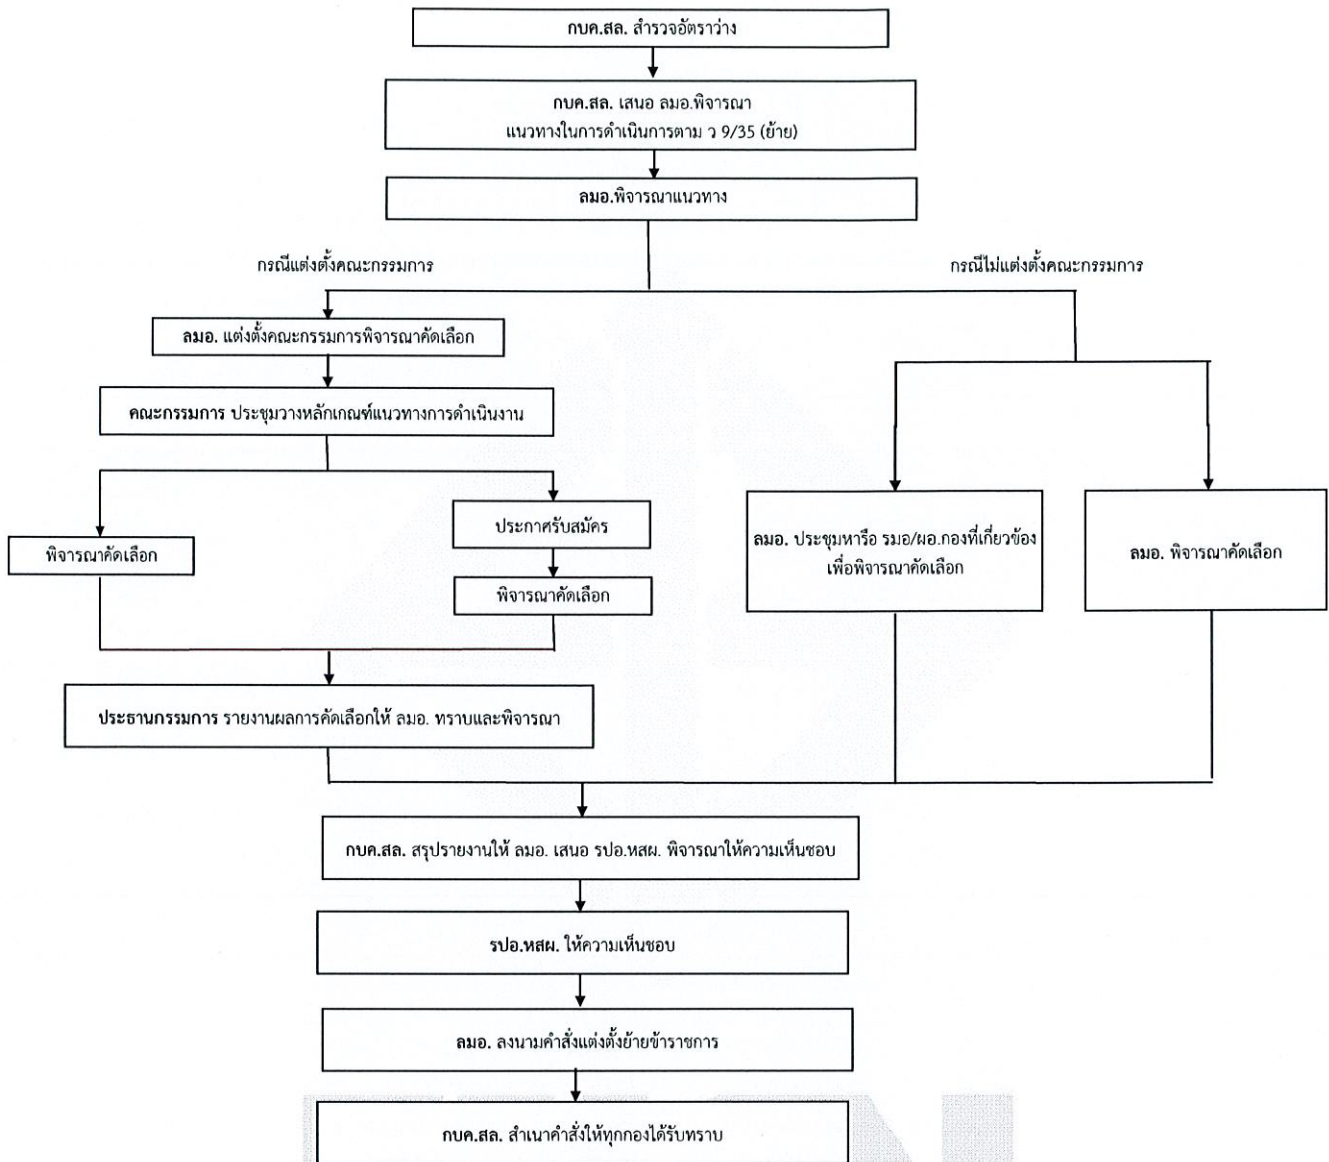 กบค.สล. สำรวจอัตราว่าง
กบค.สล. เสนอ ลมอ.พิจารณา
แนวทางในการดำเนินการตาม ว 9/35 (ย้าย)
ลมอ.พิจารณาแนวทาง
กรณีแต่งตั้งคณะกรรมการ
กรณีไม่แต่งตั้งคณะกรรมการ
ลมอ. แต่งตั้งคณะกรรมการพิจารณาคัดเลือก
คณะกรรมการ ประชุมวางหลักเกณฑ์แนวทางการดำเนินงาน
พิจารณาคัดเลือก
ประกาศรับสมัคร
พิจารณาคัดเลือก
ลมอ. ประชุมหารือ รมอ/ผอ.กองที่เกี่ยวข้อง
เพื่อพิจารณาคัดเลือก
ลมอ. พิจารณาคัดเลือก
ประธานกรรมการ รายงานผลการคัดเลือกให้ ลมอ. ทราบและพิจารณา
กบค.สล. สรุปรายงานให้ ลมอ. เสนอ รปอ.หสผ. พิจารณาให้ความเห็นชอบ
รปอ.หสผ. ให้ความเห็นชอบ
ลมอ. ลงนามคำสั่งแต่งตั้งย้ายข้าราชการ
กบค.สล. สำเนาคำสั่งให้ทุกกองได้รับทราบ